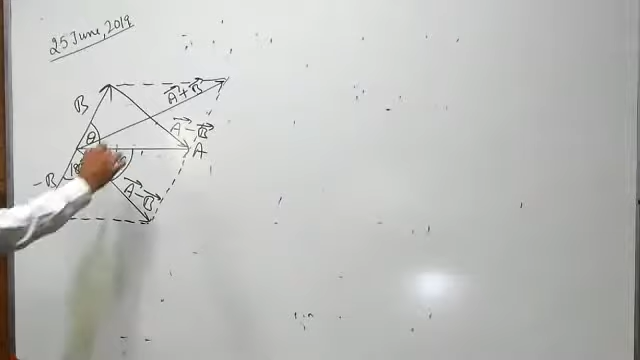 25 June, 2019
B
A⃗+B⃗
θ
A⃗-B⃗
A
-B
A⃗-B⃗